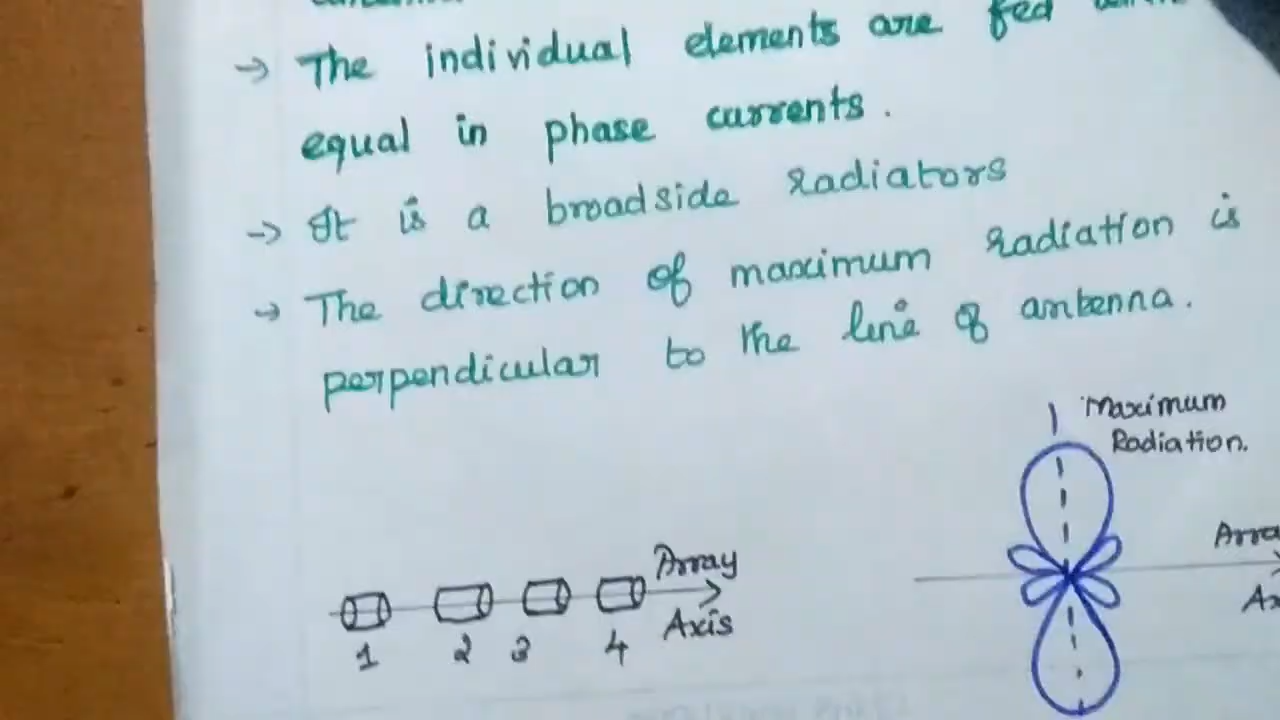 → The individual elements are fed
equal in phase currents.
→ It is a broadside radiators
→ The direction of maximum radiation is
perpendicular to the line of antenna.
Maximum
Radiation.
Array
Axis
1 2 3 4